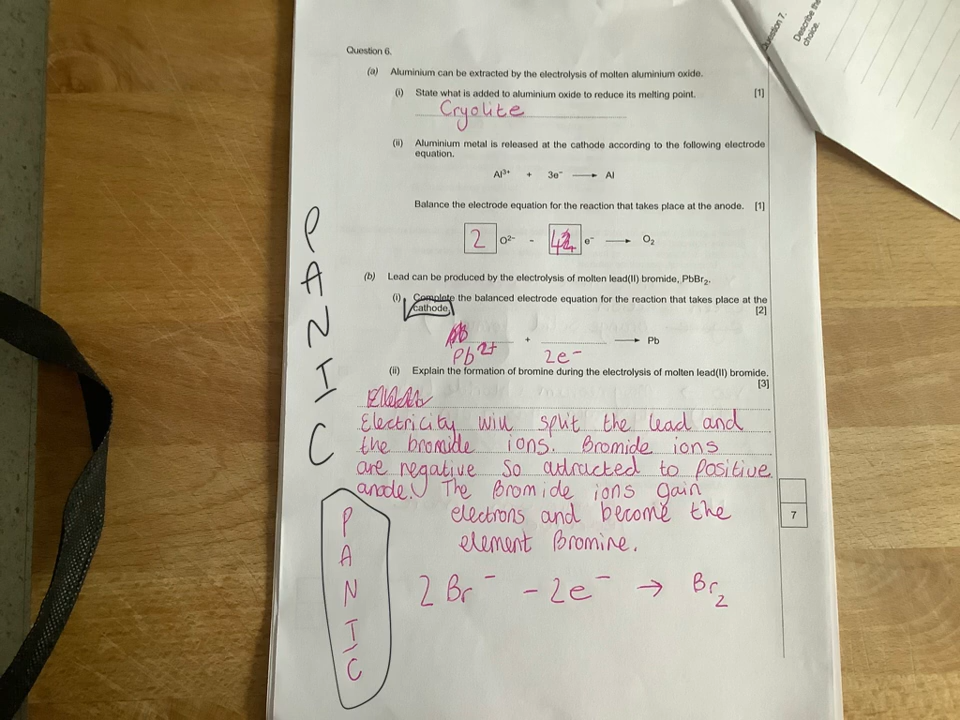 Question 6.
(a) Aluminium can be extracted by the electrolysis of molten aluminium oxide.
(i) State what is added to aluminium oxide to reduce its melting point. [1]
Cryolite
(ii) Aluminium metal is released at the cathode according to the following electrode
equation.
Al³⁺ + 3e⁻ ⟶ Al
Balance the electrode equation for the reaction that takes place at the anode. [1]
2 O²⁻ - 4 e⁻ ⟶ O₂
(b) Lead can be produced by the electrolysis of molten lead(II) bromide, PbBr₂.
(i) Complete the balanced electrode equation for the reaction that takes place at the
cathode. [2]
Pb²⁺ + 2e⁻ ⟶ Pb
(ii) Explain the formation of bromine during the electrolysis of molten lead(II) bromide.
[3]
Electricity will split the lead and
the bromide ions. Bromide ions
are negative so attracted to positive
anode. The Bromide ions gain
electrons and become the
element Bromine.
2Br⁻ - 2e⁻ → Br₂
7
P
A
N
I
C
P
A
N
I
C
Question 7.
Describe the
choice.